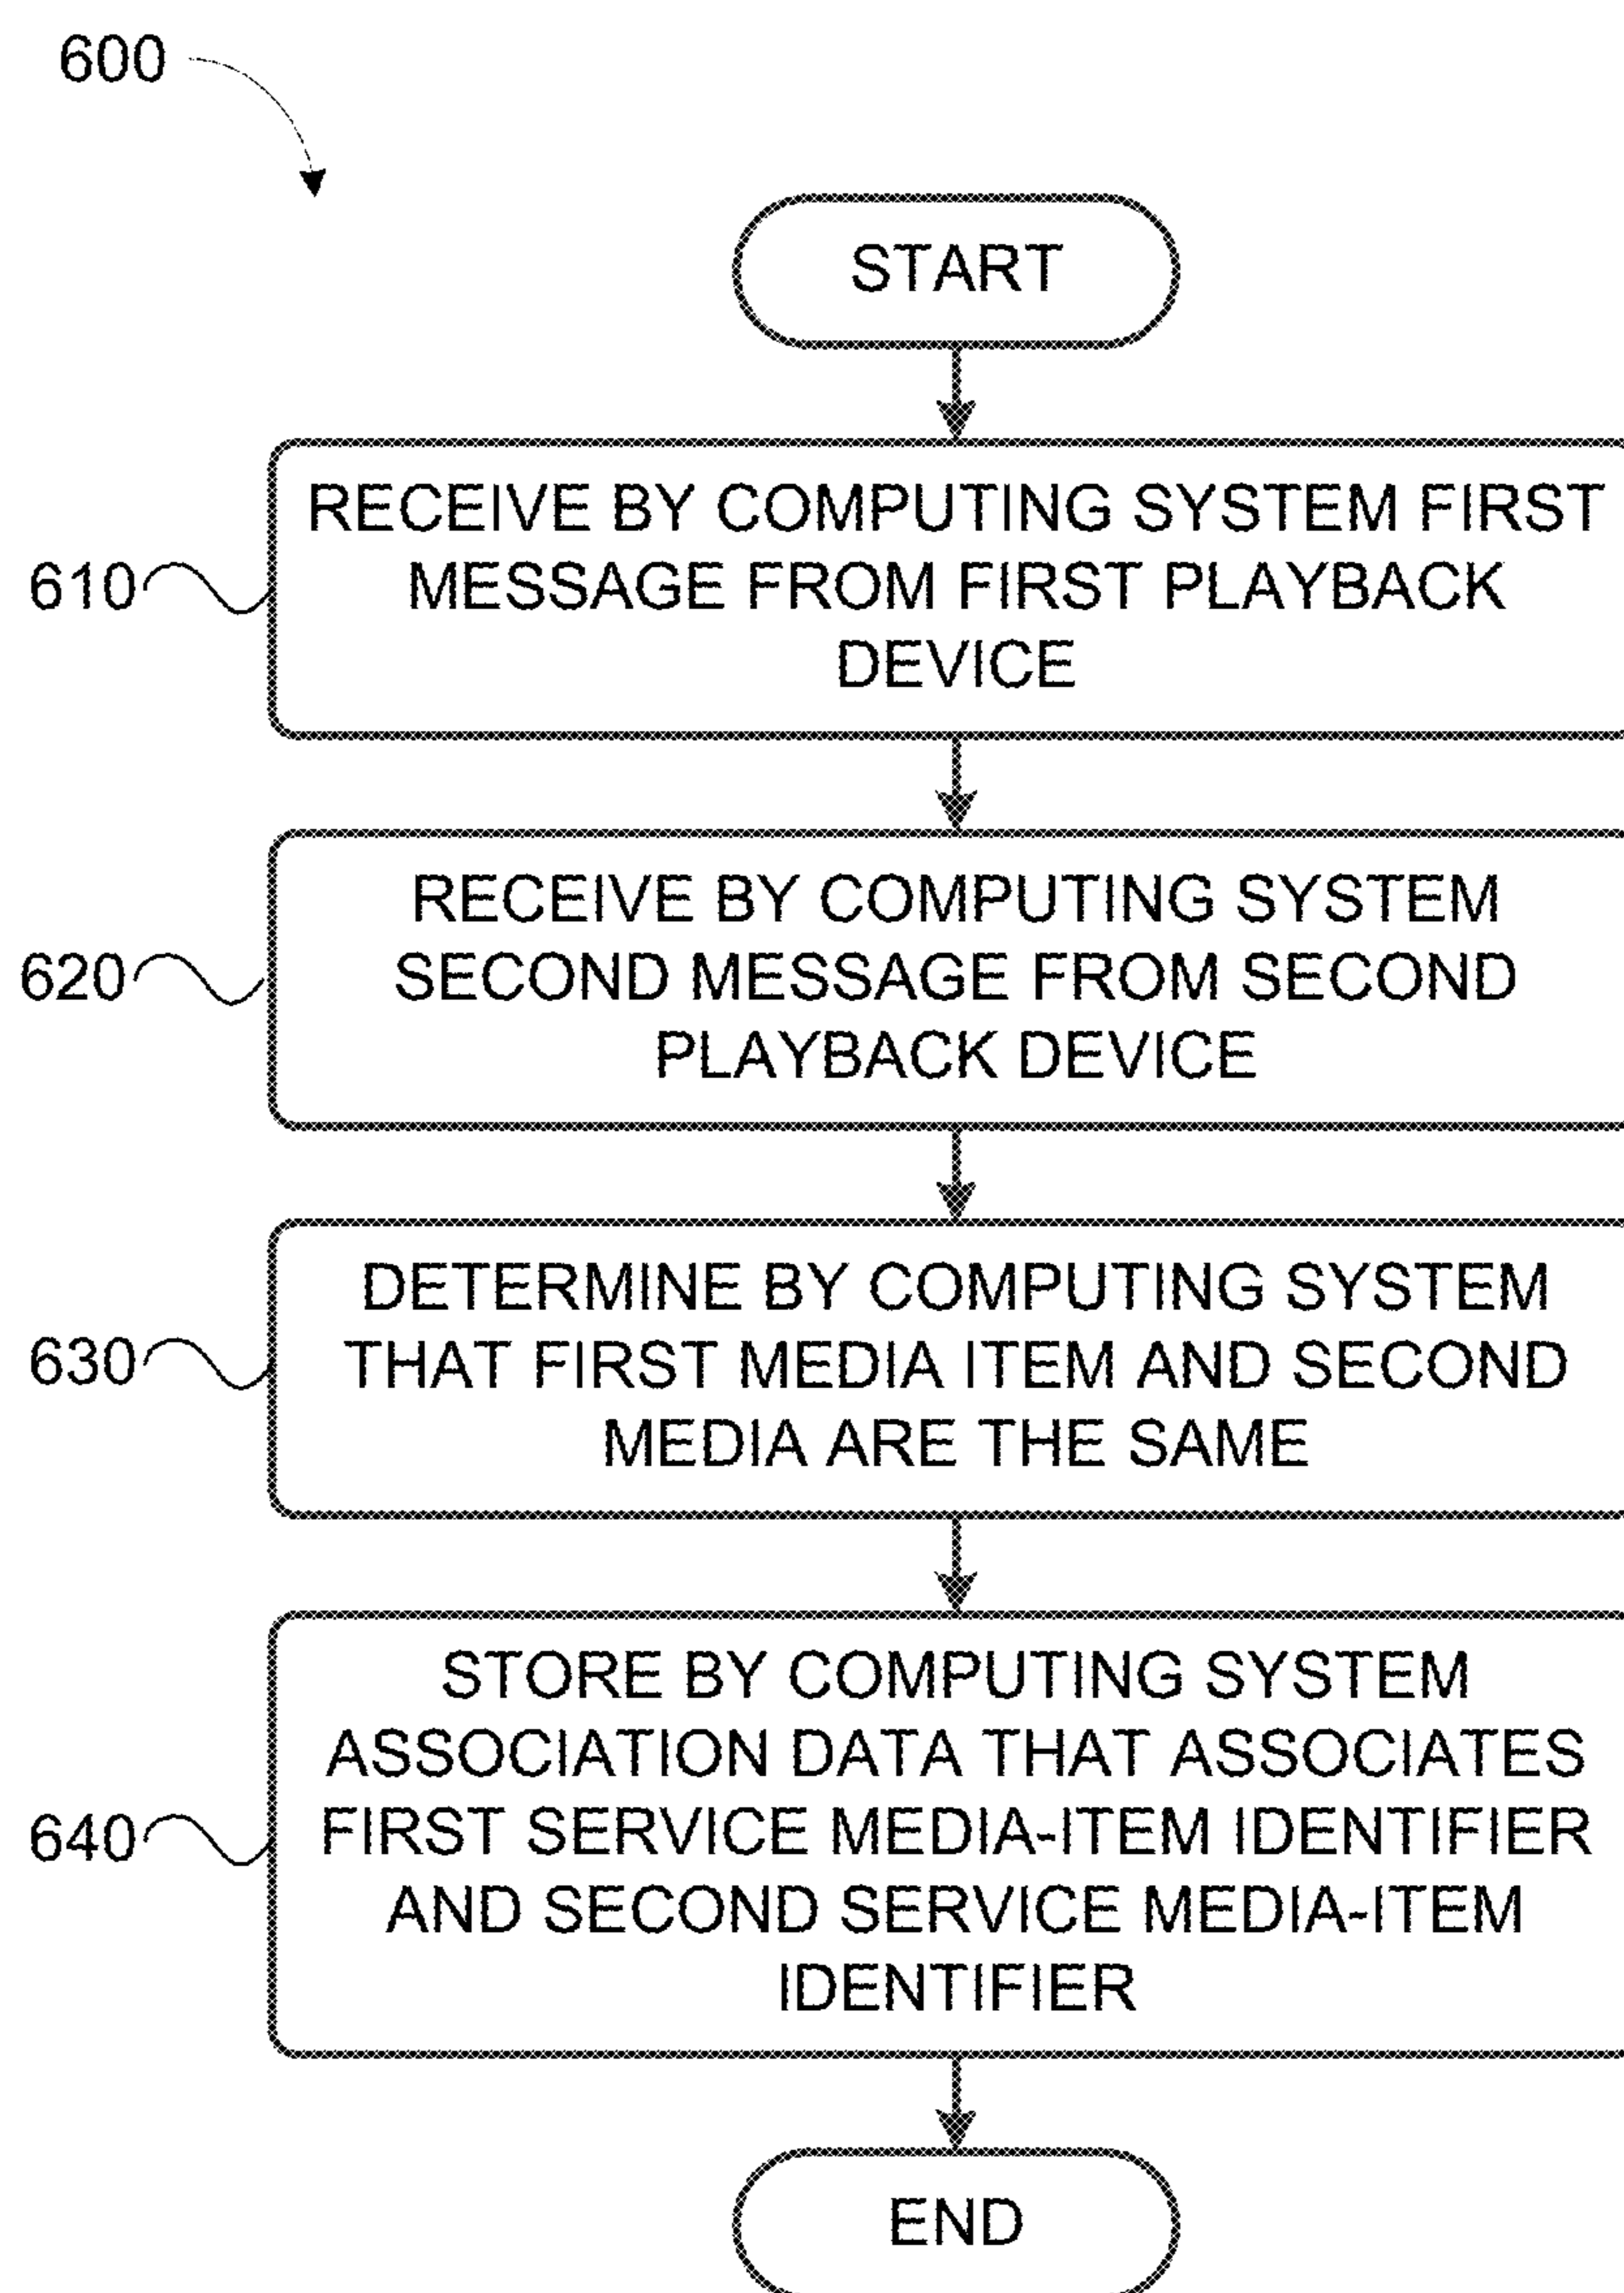 600
START
RECEIVE BY COMPUTING SYSTEM FIRST
MESSAGE FROM FIRST PLAYBACK
DEVICE
610
RECEIVE BY COMPUTING SYSTEM
SECOND MESSAGE FROM SECOND
PLAYBACK DEVICE
620
DETERMINE BY COMPUTING SYSTEM
THAT FIRST MEDIA ITEM AND SECOND
MEDIA ARE THE SAME
630
STORE BY COMPUTING SYSTEM
ASSOCIATION DATA THAT ASSOCIATES
FIRST SERVICE MEDIA-ITEM IDENTIFIER
AND SECOND SERVICE MEDIA-ITEM
IDENTIFIER
640
END